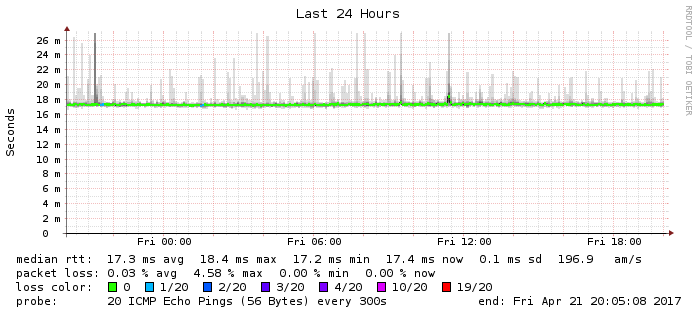 Last 24 Hours
RRDTOOL / TOBI OETIKER
Seconds
26 m
24 m
22 m
20 m
18 m
16 m
14 m
12 m
10 m
8 m
6 m
4 m
2 m
0
Fri 00:00 Fri 06:00 Fri 12:00 Fri 18:00
median rtt: 17.3 ms avg 18.4 ms max 17.2 ms min 17.4 ms now 0.1 ms sd 196.9 am/s
packet loss: 0.03 % avg 4.58 % max 0.00 % min 0.00 % now
loss color: 0 1/20 2/20 3/20 4/20 10/20 19/20
probe: 20 ICMP Echo Pings (56 Bytes) every 300s end: Fri Apr 21 20:05:08 2017